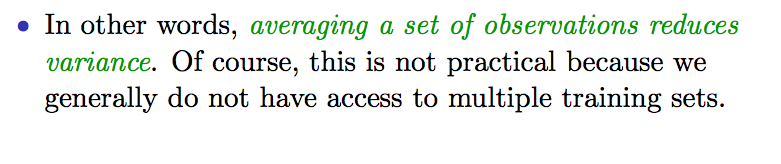 • In other words, averaging a set of observations reduces
variance. Of course, this is not practical because we
generally do not have access to multiple training sets.